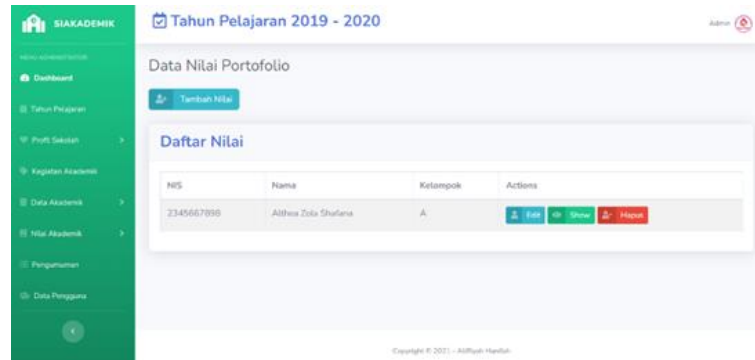 SIAKADEMIK
Tahun Pelajaran 2019 - 2020
Admin
MENU ADMINISTRATOR
Dashboard
Tahun Pelajaran
Profil Sekolah
Kegiatan Akademik
Data Akademik
Nilai Akademik
Pengumuman
Data Pengguna
Data Nilai Portofolio
Tambah Nilai
Daftar Nilai
NIS Nama Kelompok Actions
2345667898 Althea Zola Shafana A Edit Show Hapus
Copyright © 2021 - Alifiyah Hanifah